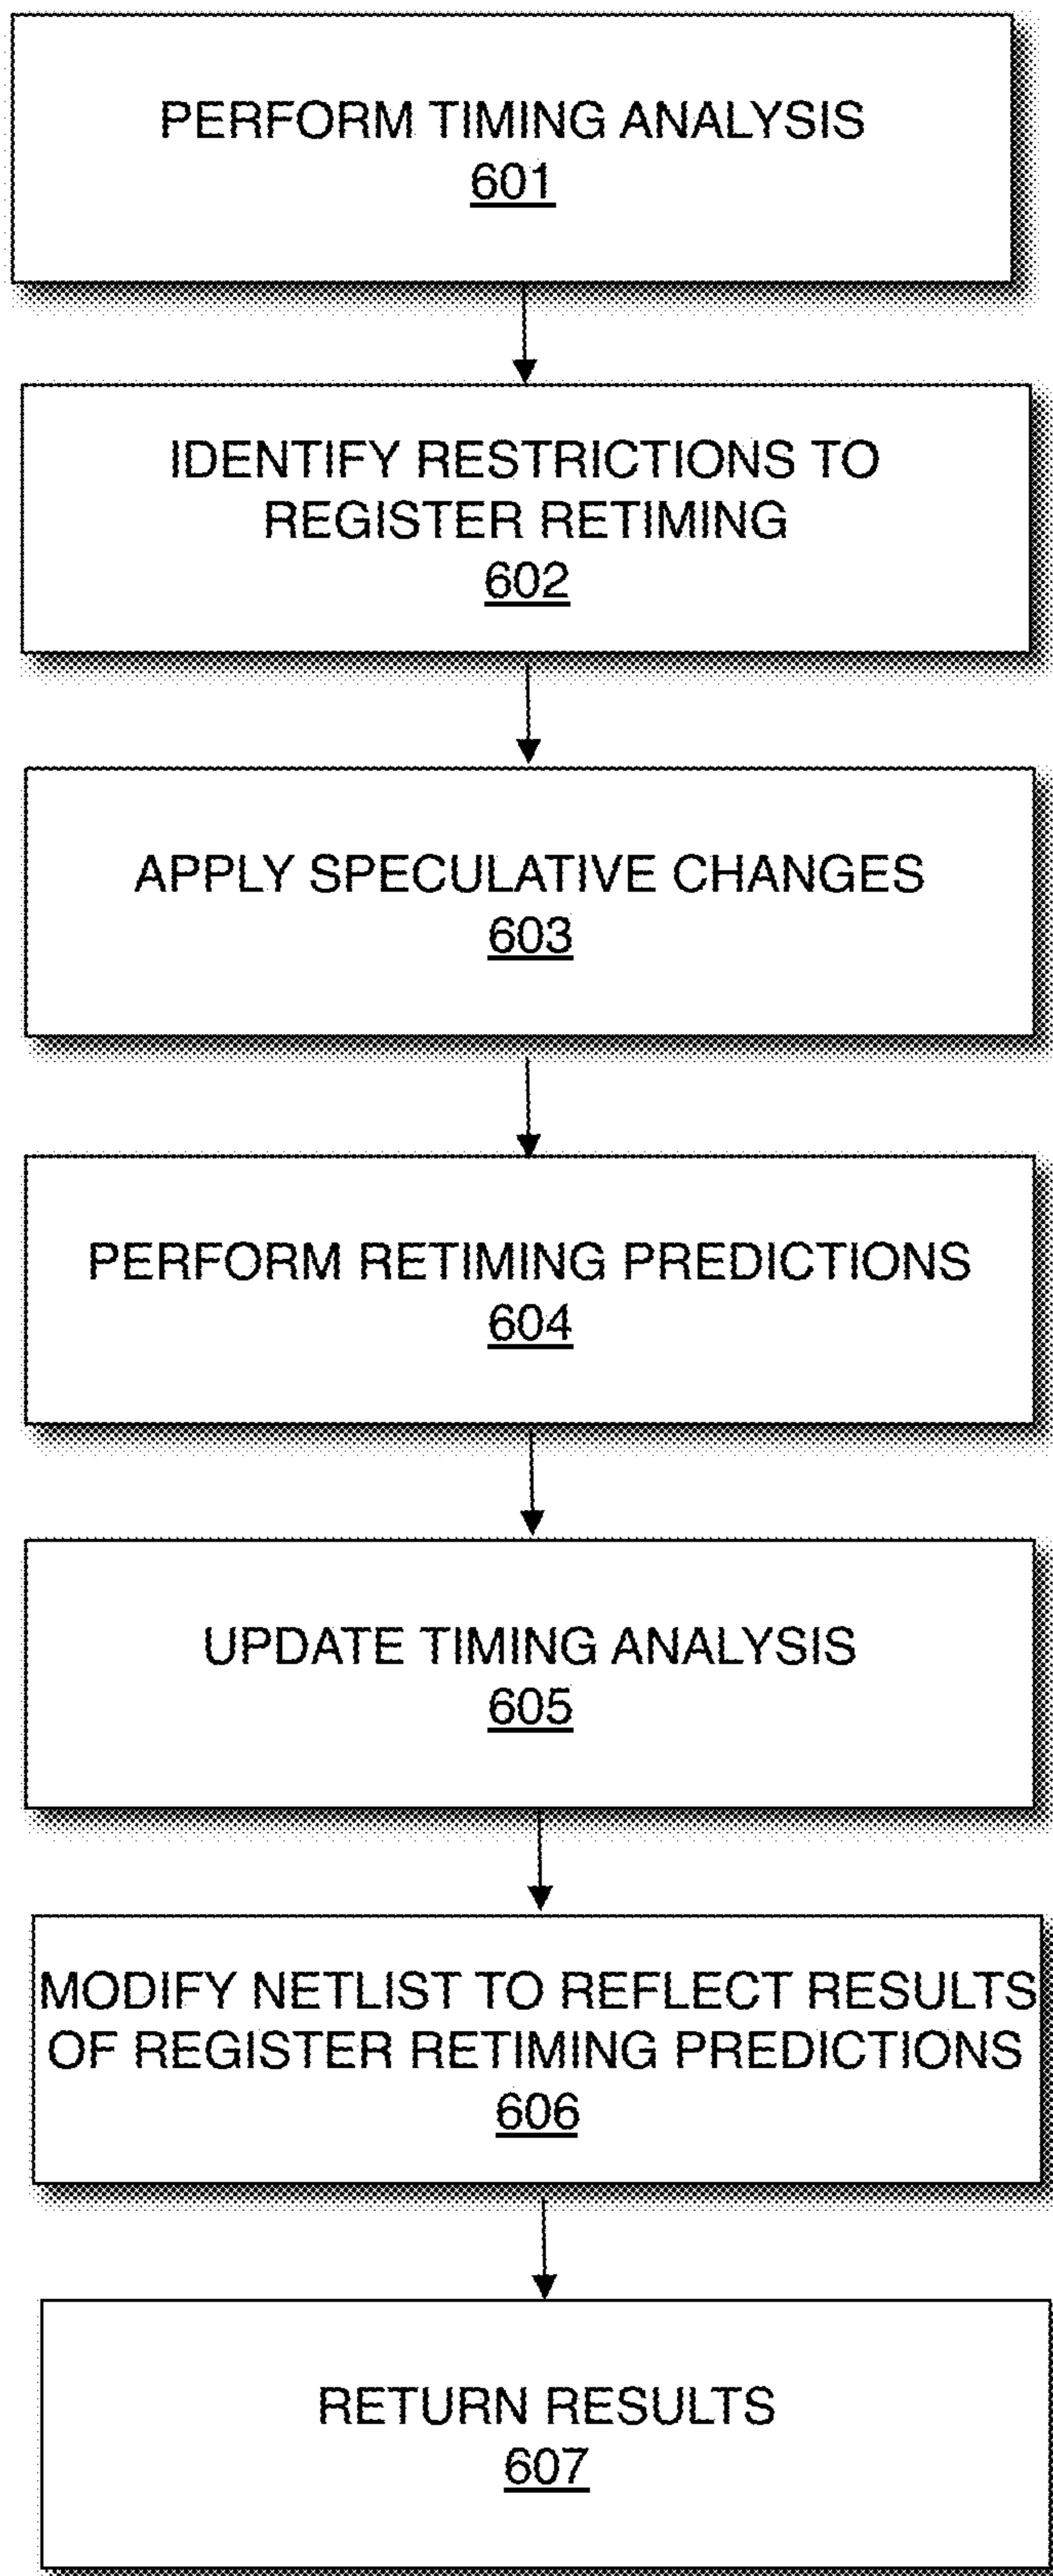 PERFORM TIMING ANALYSIS
601
IDENTIFY RESTRICTIONS TO
REGISTER RETIMING
602
APPLY SPECULATIVE CHANGES
603
PERFORM RETIMING PREDICTIONS
604
UPDATE TIMING ANALYSIS
605
MODIFY NETLIST TO REFLECT RESULTS
OF REGISTER RETIMING PREDICTIONS
606
RETURN RESULTS
607